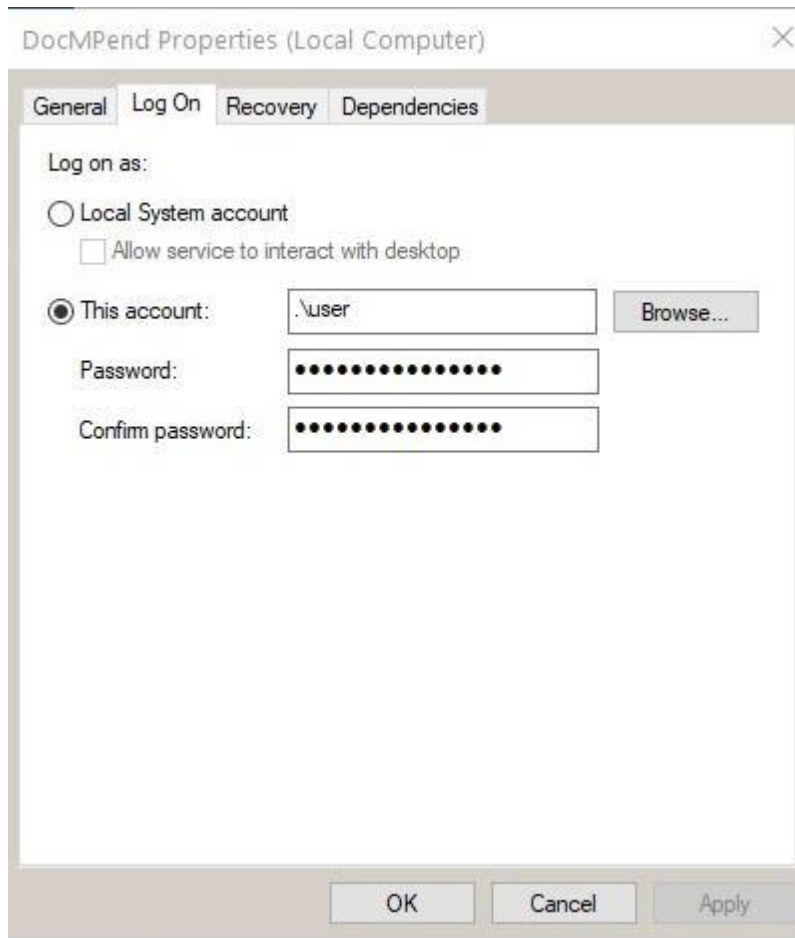 DocMPend Properties (Local Computer)
General Log On Recovery Dependencies
Log on as:
Local System account
Allow service to interact with desktop
This account: .\user Browse...
Password: •••••••••••••••
Confirm password: •••••••••••••••
OK Cancel Apply